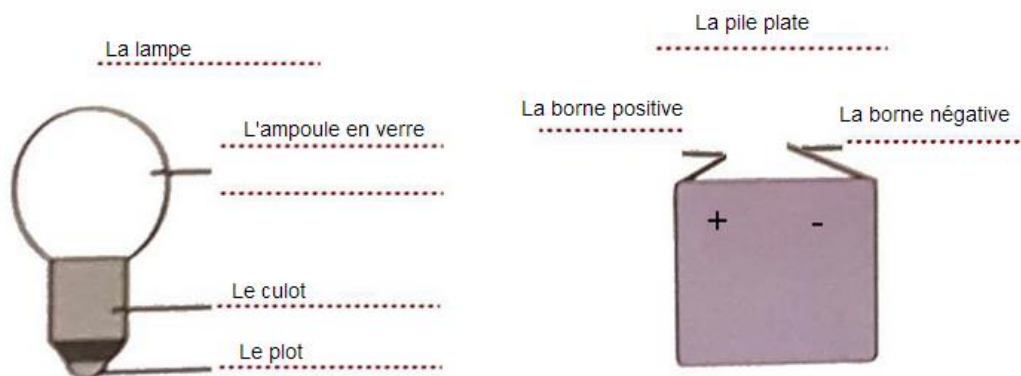 La lampe
L'ampoule en verre
Le culot
Le plot
La pile plate
La borne positive
La borne négative
+ -